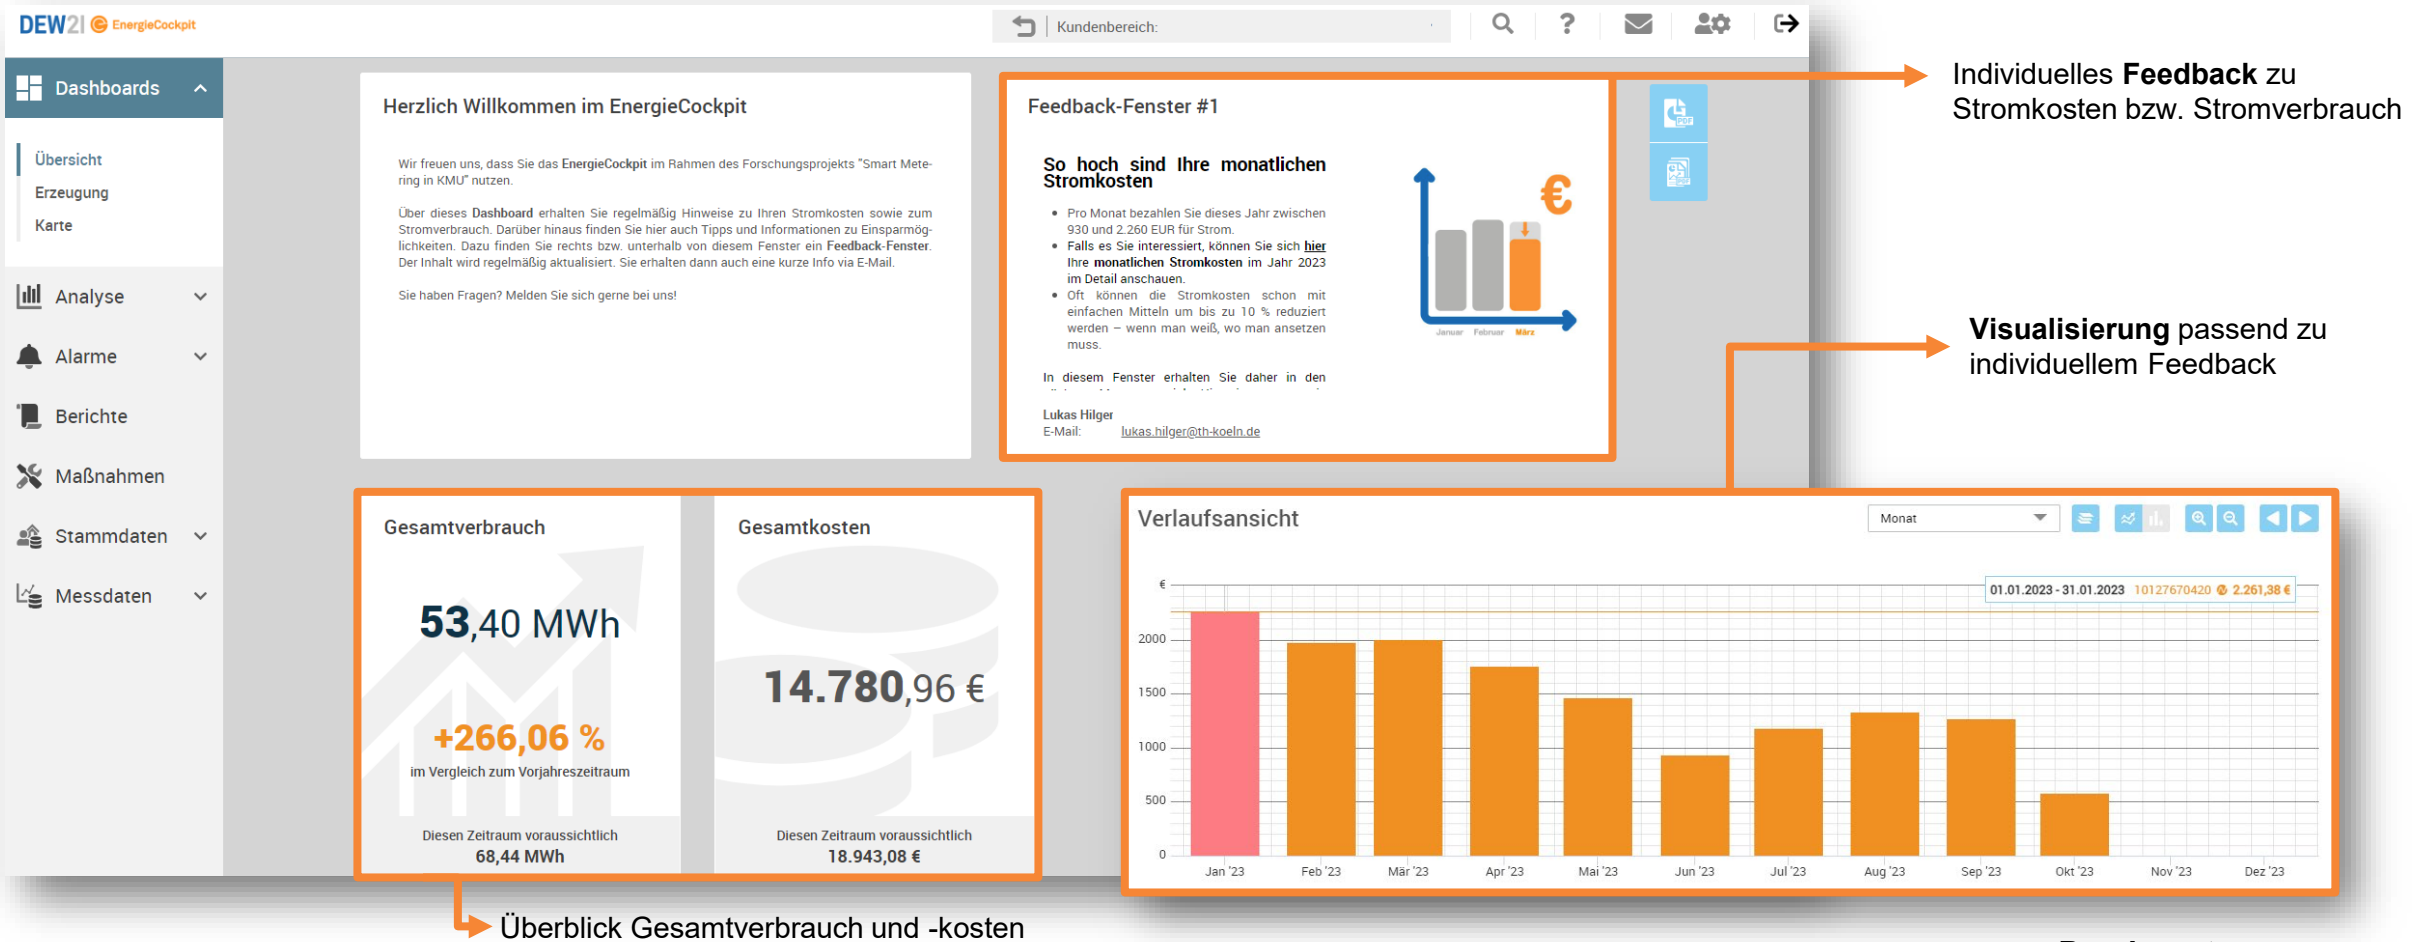 DEW21 EnergieCockpit
Kundenbereich:
?
Dashboards
Übersicht
Erzeugung
Karte
Analyse
Alarme
Berichte
Maßnahmen
Stammdaten
Messdaten
Herzlich Willkommen im EnergieCockpit
Wir freuen uns, dass Sie das EnergieCockpit im Rahmen des Forschungsprojekts "Smart Mete-
ring in KMU" nutzen.
Über dieses Dashboard erhalten Sie regelmäßig Hinweise zu Ihren Stromkosten sowie zum
Stromverbrauch. Darüber hinaus finden Sie hier auch Tipps und Informationen zu Einsparmög-
lichkeiten. Dazu finden Sie rechts bzw. unterhalb von diesem Fenster ein Feedback-Fenster.
Der Inhalt wird regelmäßig aktualisiert. Sie erhalten dann auch eine kurze Info via E-Mail.
Sie haben Fragen? Melden Sie sich gerne bei uns!
Feedback-Fenster #1
So hoch sind Ihre monatlichen
Stromkosten
• Pro Monat bezahlen Sie dieses Jahr zwischen
930 und 2.260 EUR für Strom.
• Falls es Sie interessiert, können Sie sich hier
Ihre monatlichen Stromkosten im Jahr 2023
im Detail anschauen.
• Oft können die Stromkosten schon mit
einfachen Mitteln um bis zu 10 % reduziert
werden – wenn man weiß, wo man ansetzen
muss.
In diesem Fenster erhalten Sie daher in den
Lukas Hilger
E-Mail: lukas.hilger@th-koeln.de
€
Januar Februar März
PDF
PDF
Individuelles Feedback zu
Stromkosten bzw. Stromverbrauch
Visualisierung passend zu
individuellem Feedback
Gesamtverbrauch
53,40 MWh
+266,06 %
im Vergleich zum Vorjahreszeitraum
Diesen Zeitraum voraussichtlich
68,44 MWh
Gesamtkosten
14.780,96 €
Diesen Zeitraum voraussichtlich
18.943,08 €
Verlaufsansicht
Monat
€
01.01.2023 - 31.01.2023 10127670420 2.261,38 €
2000
1500
1000
500
0
Jan '23 Feb '23 Mär '23 Apr '23 Mai '23 Jun '23 Jul '23 Aug '23 Sep '23 Okt '23 Nov '23 Dez '23
Überblick Gesamtverbrauch und -kosten